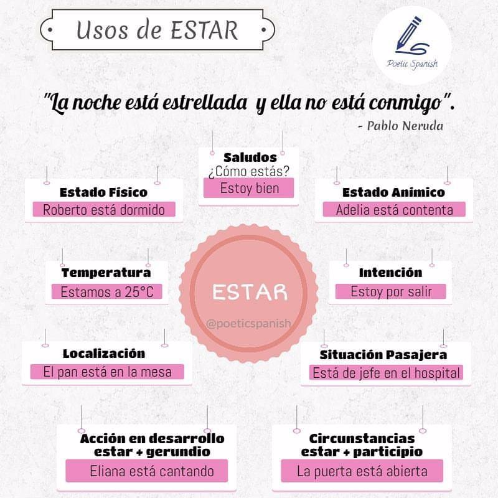 Usos de ESTAR
Poetic Spanish
"La noche está estrellada y ella no está conmigo".
- Pablo Neruda
Saludos
¿Cómo estás?
Estoy bien
Estado Físico
Roberto está dormido
Estado Anímico
Adelia está contenta
Temperatura
Estamos a 25°C
ESTAR
@poeticspanish
Intención
Estoy por salir
Localización
El pan está en la mesa
Situación Pasajera
Está de jefe en el hospital
Acción en desarrollo
estar + gerundio
Eliana está cantando
Circunstancias
estar + participio
La puerta está abierta